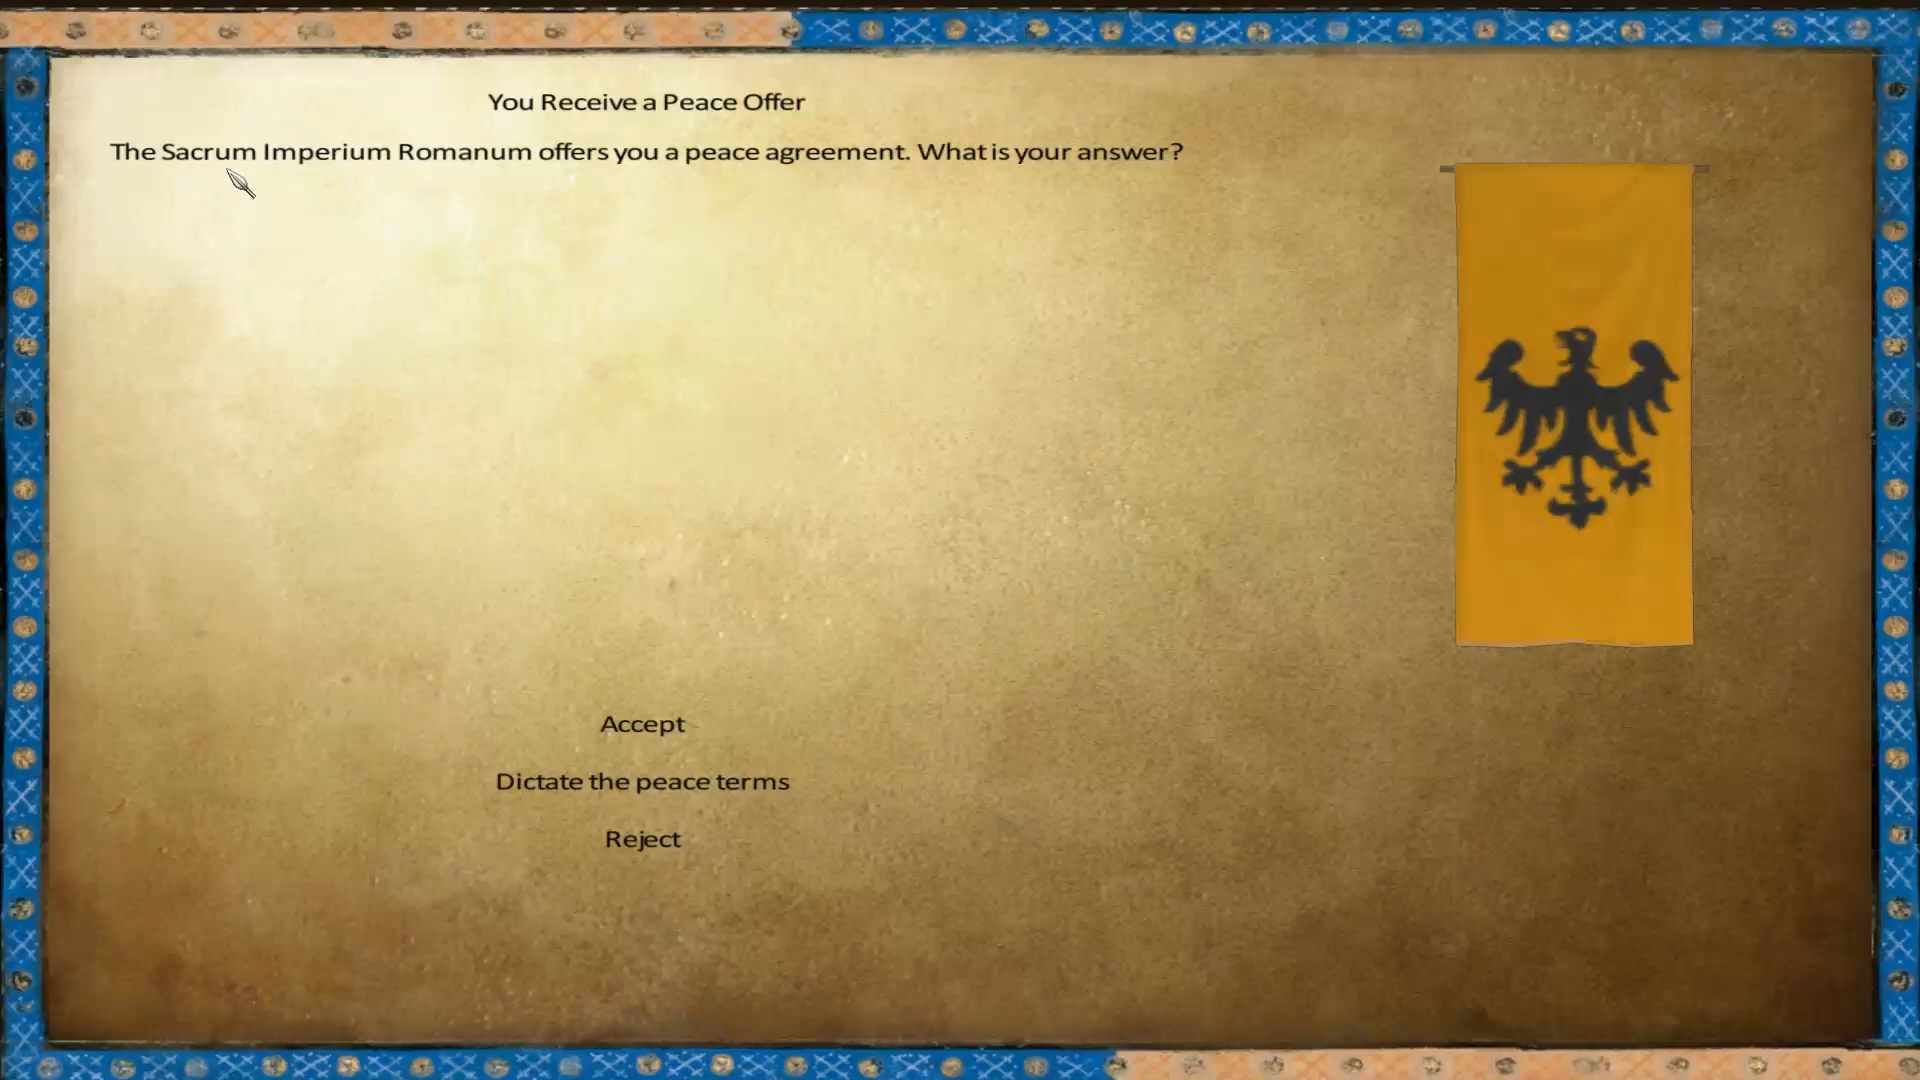 You Receive a Peace Offer
The Sacrum Imperium Romanum offers you a peace agreement. What is your answer?
Accept
Dictate the peace terms
Reject